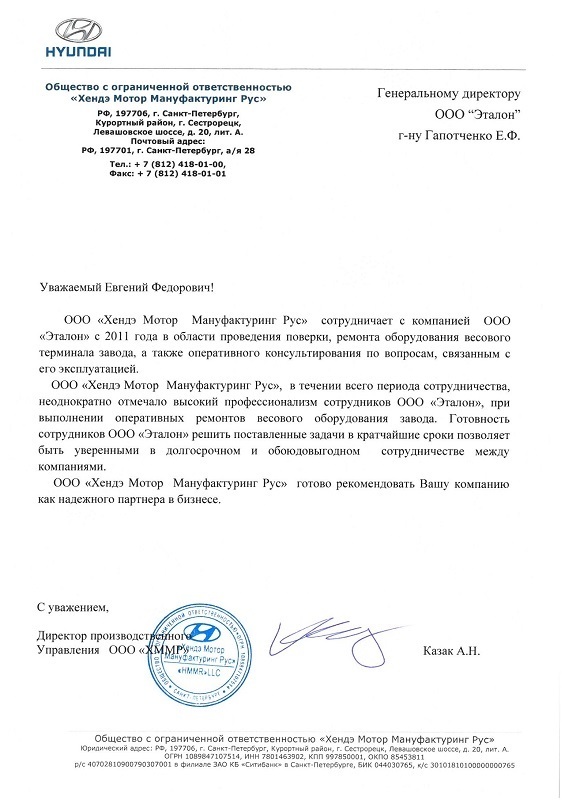 HYUNDAI
Общество с ограниченной ответственностью
«Хендэ Мотор Мануфактуринг Рус»
РФ, 197706, г. Санкт-Петербург,
Курортный район, г. Сестрорецк,
Левашовское шоссе, д. 20, лит. А.
Почтовый адрес:
РФ, 197701, г. Санкт-Петербург, а/я 28
Тел.: + 7 (812) 418-01-00,
Факс: + 7 (812) 418-01-01
Генеральному директору
ООО “Эталон”
г-ну Гапотченко Е.Ф.
Уважаемый Евгений Федорович!
ООО «Хендэ Мотор Мануфактуринг Рус» сотрудничает с компанией ООО
«Эталон» с 2011 года в области проведения поверки, ремонта оборудования весового
терминала завода, а также оперативного консультирования по вопросам, связанным с
его эксплуатацией.
ООО «Хендэ Мотор Мануфактуринг Рус», в течении всего периода сотрудничества,
неоднократно отмечало высокий профессионализм сотрудников ООО «Эталон», при
выполнении оперативных ремонтов весового оборудования завода. Готовность
сотрудников ООО «Эталон» решить поставленные задачи в кратчайшие сроки позволяет
быть уверенными в долгосрочном и обоюдовыгодном сотрудничестве между
компаниями.
ООО «Хендэ Мотор Мануфактуринг Рус» готово рекомендовать Вашу компанию
как надежного партнера в бизнесе.
С уважением,
Директор производственного
Управления ООО «ХММР»
Хендэ Мотор
Мануфактуринг Рус»
«HMMR»LLC
САНКТ-ПЕТЕРБУРГ
Казак А.Н.
Общество с ограниченной ответственностью «Хендэ Мотор Мануфактуринг Рус»
Юридический адрес: РФ, 197706, г. Санкт-Петербург, Курортный район, г. Сестрорецк, Левашовское шоссе, д. 20, лит. А.
ОГРН 1089847107514, ИНН 7801463902, КПП 997850001, ОКПО 85453811
р/с 40702810900790307001 в филиале ЗАО КБ «Ситибанк» в Санкт-Петербурге, БИК 044030765, к/с 30101810100000000765